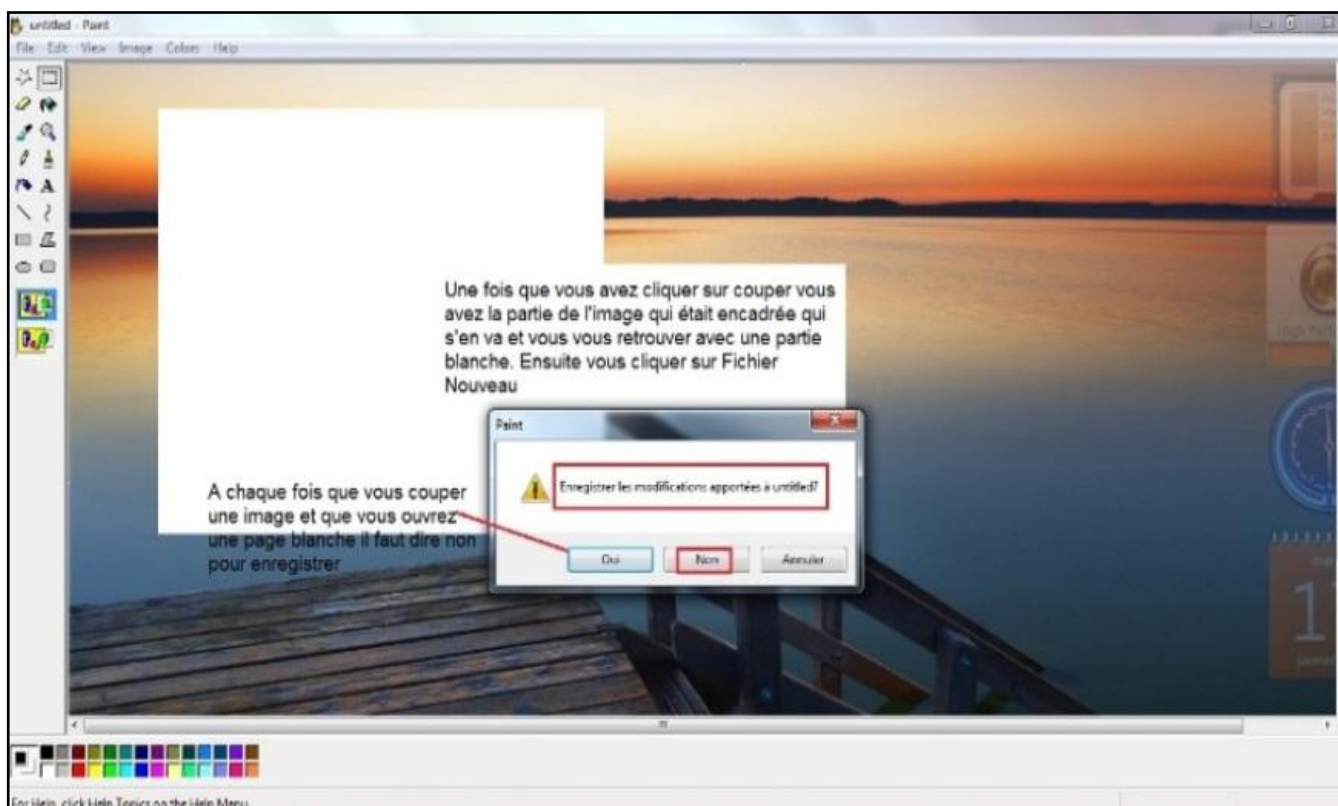 untitled - Paint
File Edit View Image Colors Help
Une fois que vous avez cliquer sur couper vous
avez la partie de l'image qui était encadrée qui
s'en va et vous vous retrouver avec une partie
blanche. Ensuite vous cliquer sur Fichier
Nouveau
Paint
Enregistrer les modifications apportées à untitled?
Oui Non Annuler
A chaque fois que vous couper
une image et que vous ouvrez
une page blanche il faut dire non
pour enregistrer
1
For Help, click Help Topics on the Help Menu.